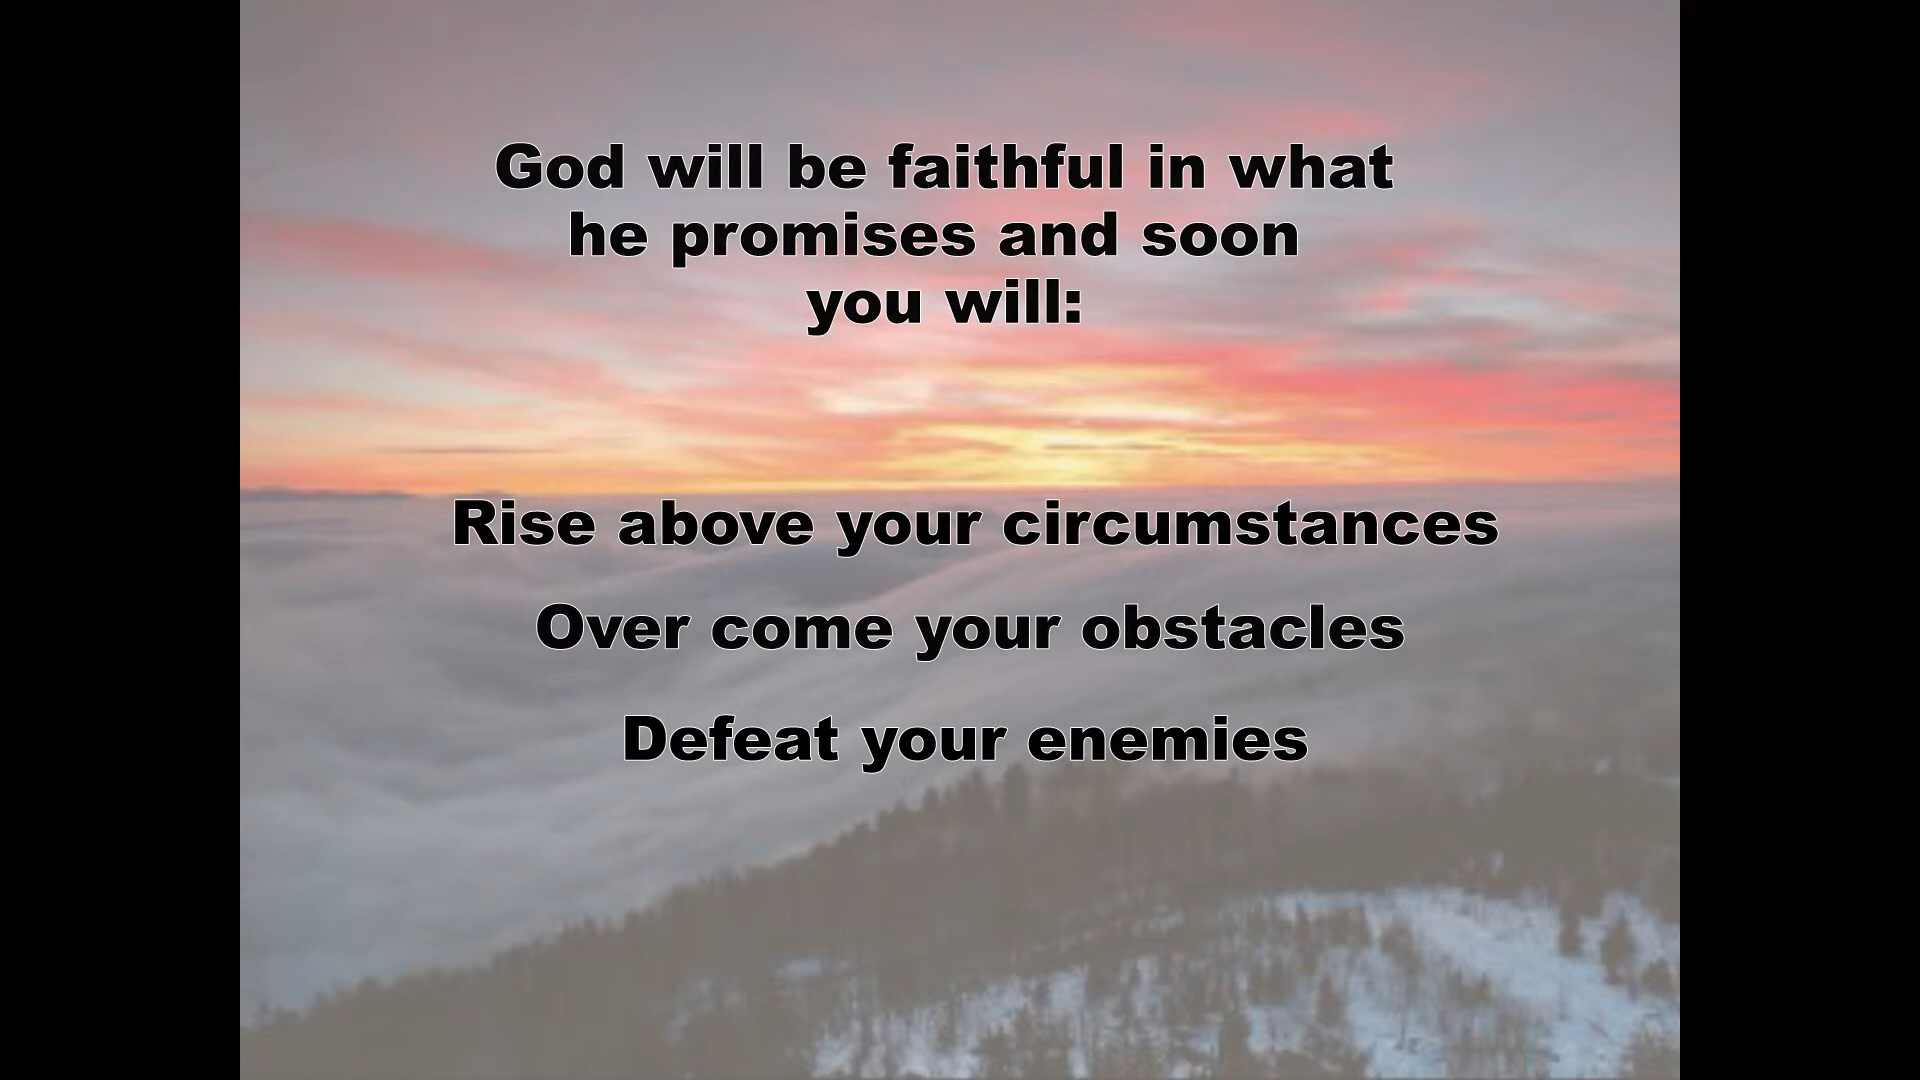 God will be faithful in what
he promises and soon
you will:
Rise above your circumstances
Over come your obstacles
Defeat your enemies